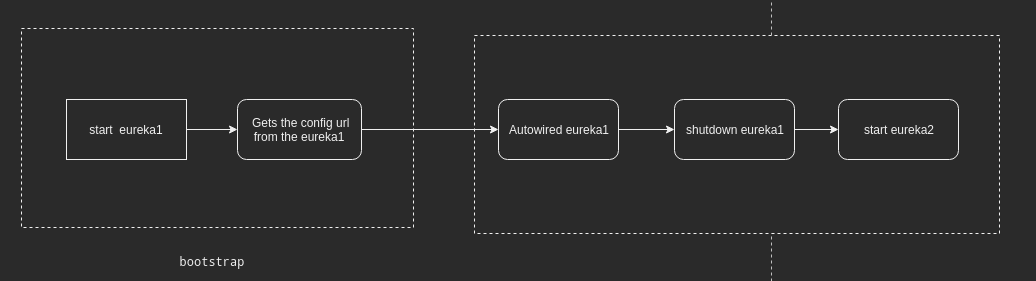 start  eureka1
Gets the config url
from the eureka1
Autowired eureka1
shutdown eureka1
start eureka2
bootstrap